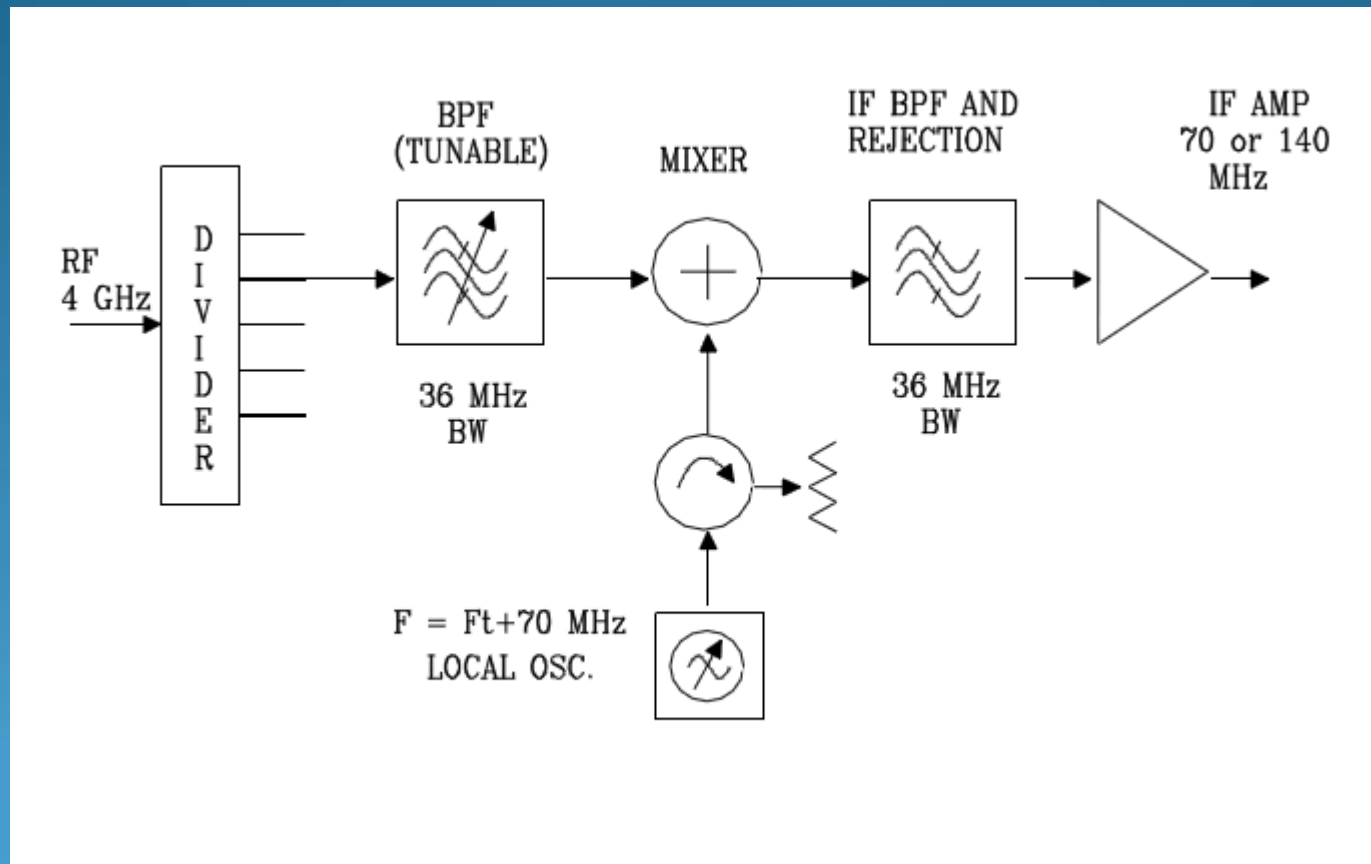 RF
4 GHz
D
I
V
I
D
E
R
BPF
(TUNABLE)
36 MHz
BW
MIXER
IF BPF AND
REJECTION
36 MHz
BW
IF AMP
70 or 140
MHz
F = Ft+70 MHz
LOCAL OSC.